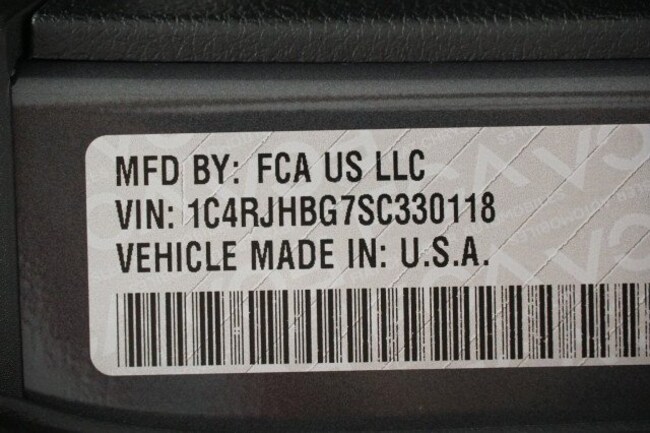 MFD BY: FCA US LLC
VIN: 1C4RJHBG7SC330118
VEHICLE MADE IN: U.S.A.